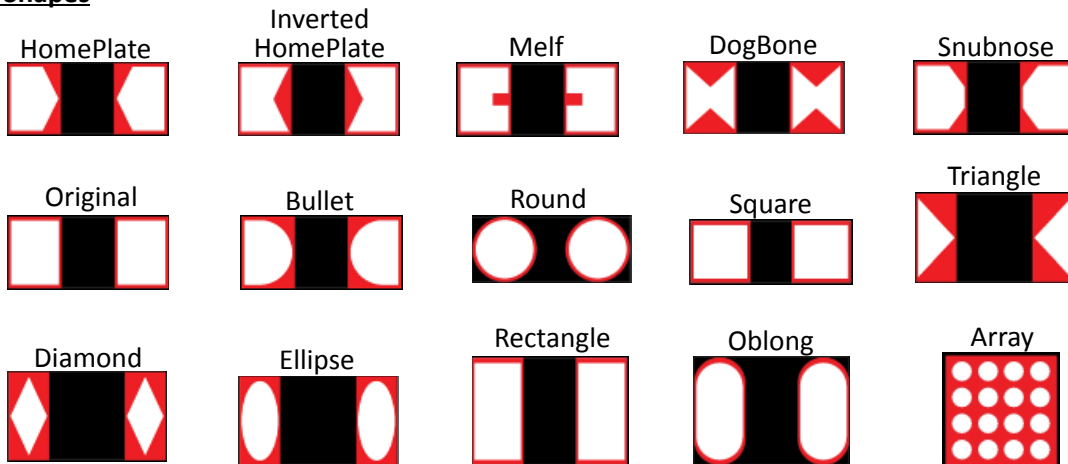 Shapes
HomePlate
Inverted
HomePlate
Melf
DogBone
Snubnose
Original
Bullet
Round
Square
Triangle
Diamond
Ellipse
Rectangle
Oblong
Array